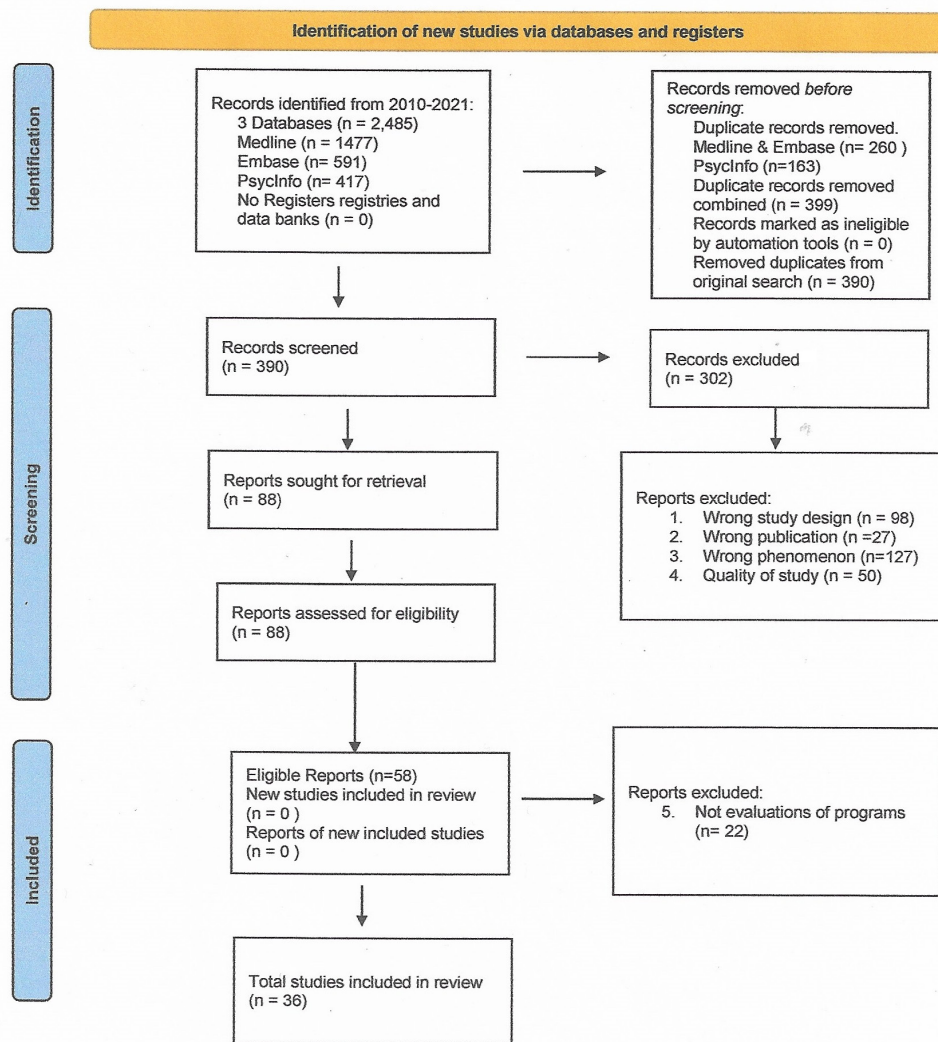 Identification of new studies via databases and registers
Identification
Records identified from 2010-2021:
3 Databases (n = 2,485)
Medline (n = 1477)
Embase (n = 591)
PsycInfo (n = 417)
No Registers registries and
data banks (n = 0)
Records removed before
screening:
Duplicate records removed.
Medline & Embase (n= 260 )
PsycInfo (n=163)
Duplicate records removed
combined (n = 399)
Records marked as ineligible
by automation tools (n = 0)
Removed duplicates from
original search (n = 390)
Screening
Records screened
(n = 390)
Records excluded
(n = 302)
Reports sought for retrieval
(n = 88)
Reports excluded:
1. Wrong study design (n = 98)
2. Wrong publication (n =27)
3. Wrong phenomenon (n=127)
4. Quality of study (n = 50)
Reports assessed for eligibility
(n = 88)
Included
Eligible Reports (n=58)
New studies included in review
(n = 0 )
Reports of new included studies
(n = 0 )
Reports excluded:
5. Not evaluations of programs
(n= 22)
Total studies included in review
(n = 36)